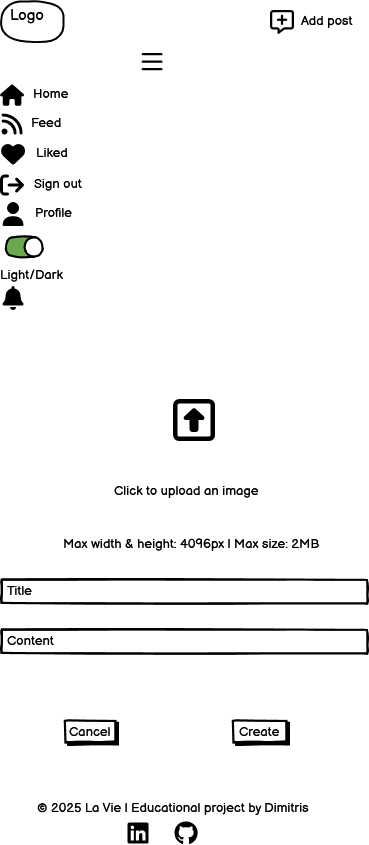 Logo
Add post
Home
Feed
Liked
Sign out
Profile
Light/Dark
Click to upload an image
Max width & height: 4096px | Max size: 2MB
Title
Content
Cancel
Create
© 2025 La Vie | Educational project by Dimitris
in